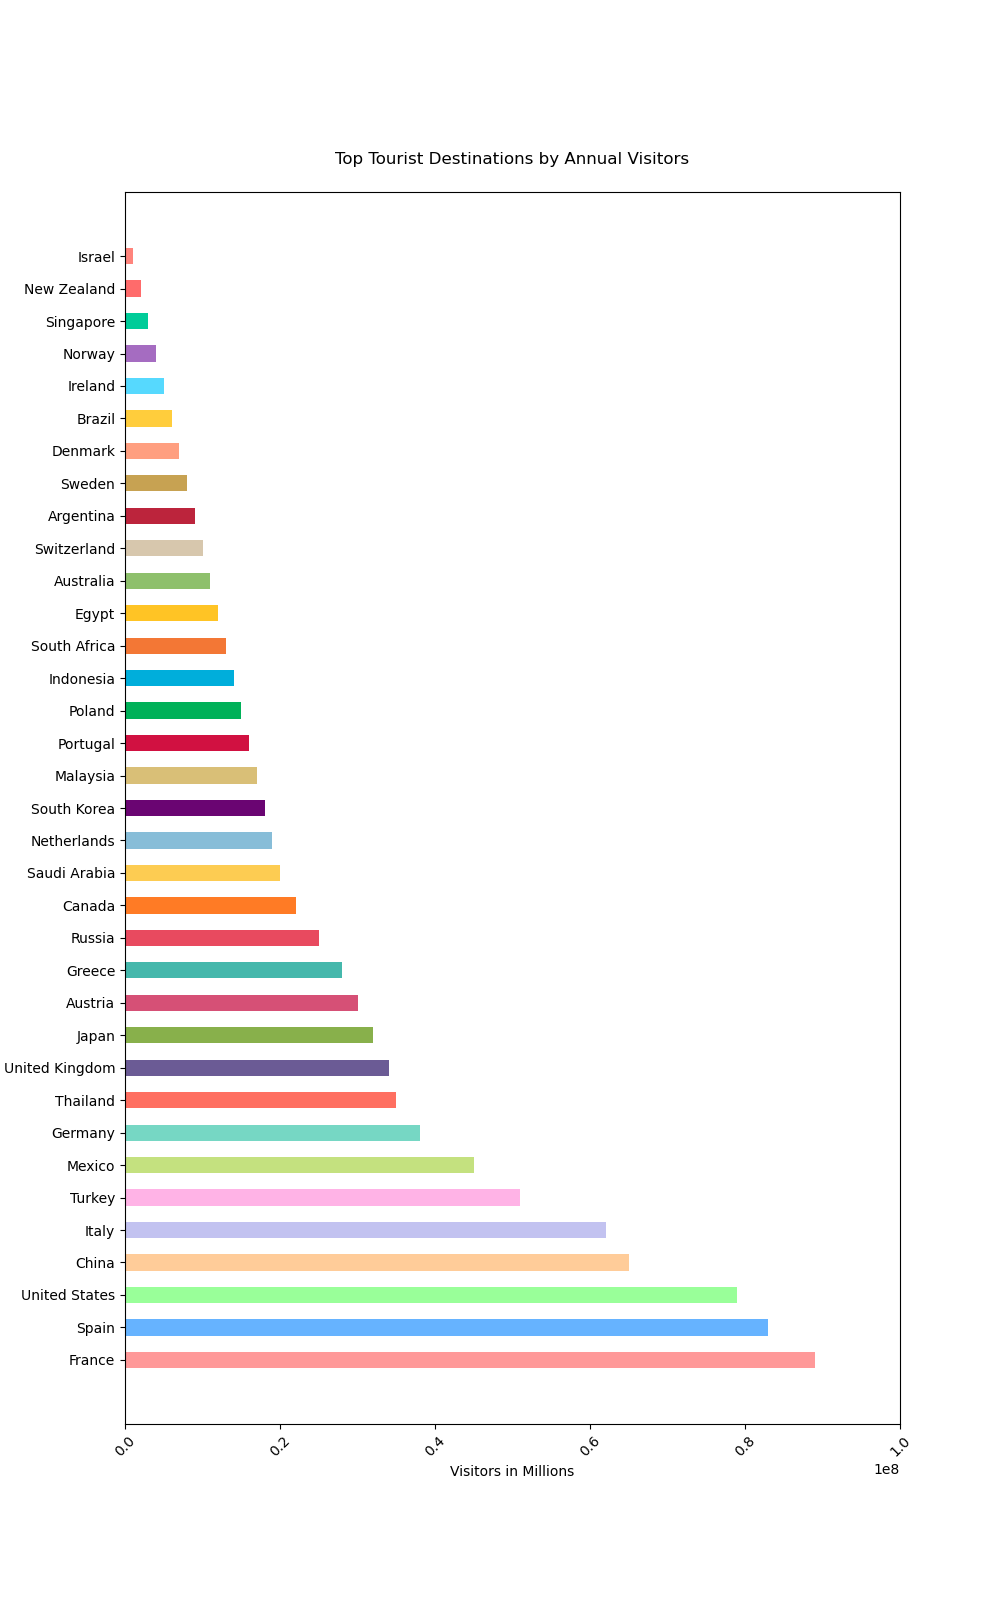 Top Tourist Destinations by Annual Visitors
Israel
New Zealand
Singapore
Norway
Ireland
Brazil
Denmark
Sweden
Argentina
Switzerland
Australia
Egypt
South Africa
Indonesia
Poland
Portugal
Malaysia
South Korea
Netherlands
Saudi Arabia
Canada
Russia
Greece
Austria
Japan
United Kingdom
Thailand
Germany
Mexico
Turkey
Italy
China
United States
Spain
France
0.0 0.2 0.4 0.6 0.8 1.0
1e8
Visitors in Millions